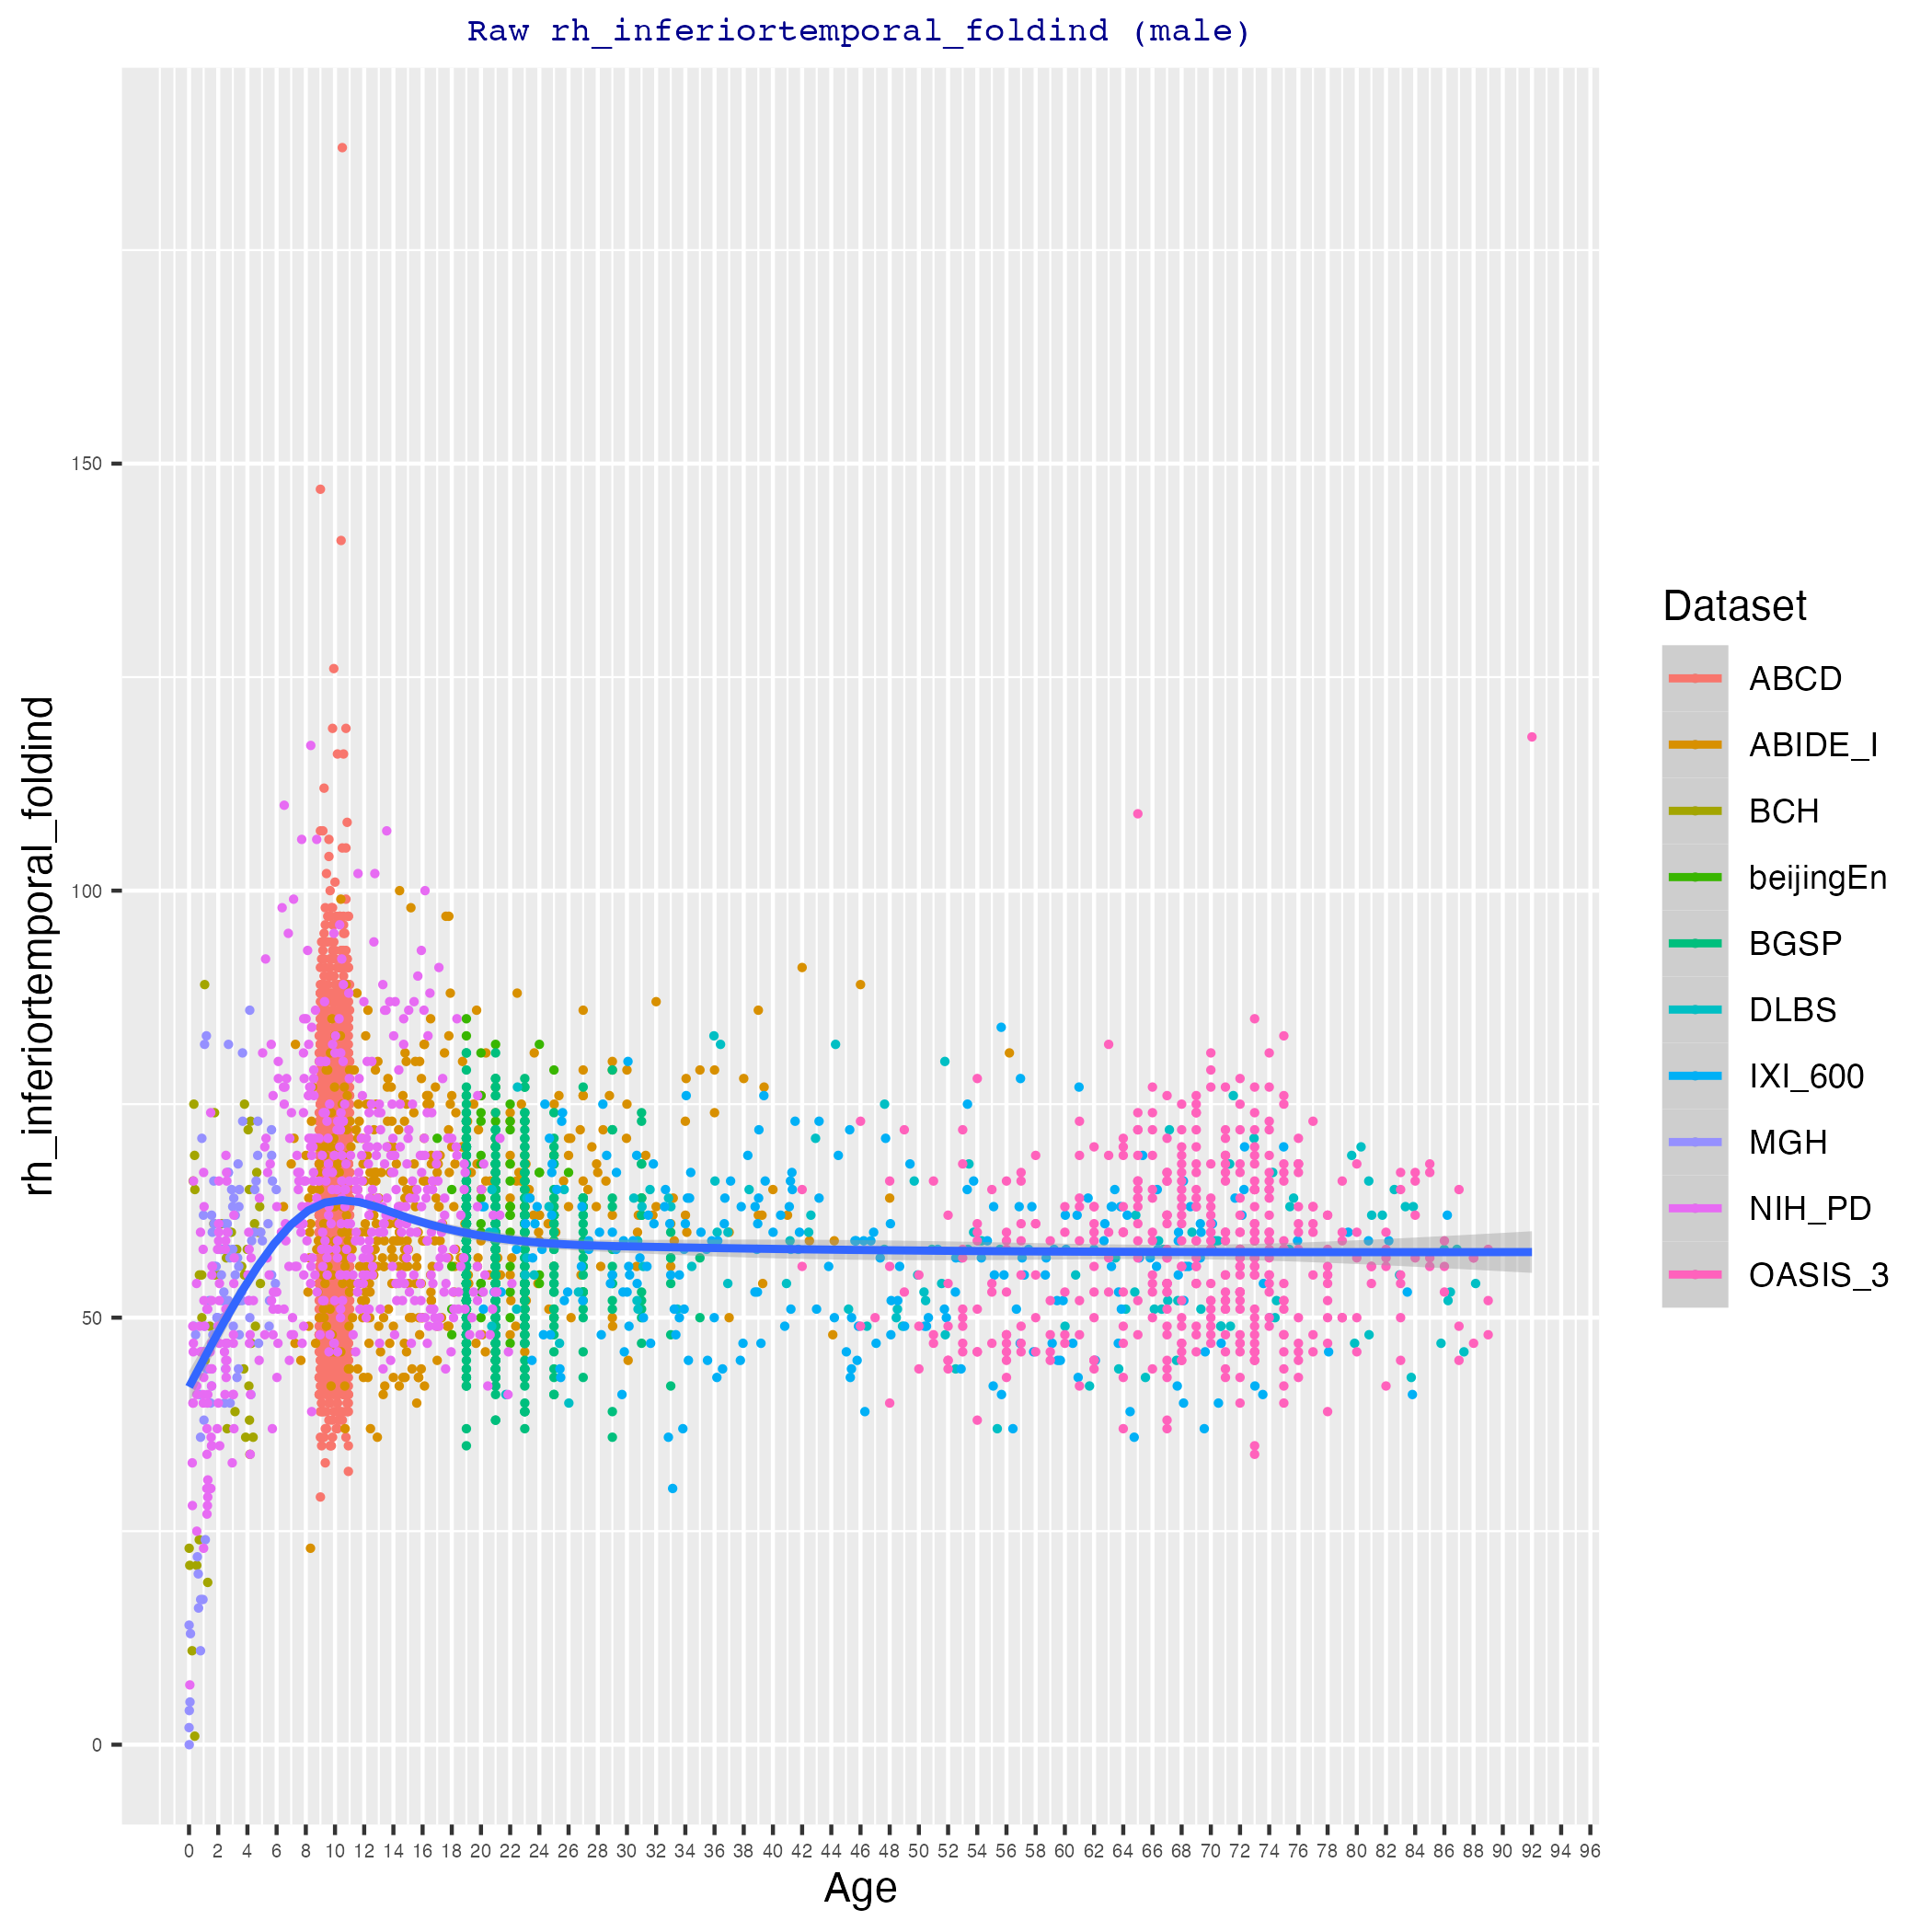 Raw rh_inferiortemporal_foldind (male)
rh_inferiortemporal_foldind
150
100
50
0
0 2 4 6 8 10 12 14 16 18 20 22 24 26 28 30 32 34 36 38 40 42 44 46 48 50 52 54 56 58 60 62 64 66 68 70 72 74 76 78 80 82 84 86 88 90 92 94 96
Age
Dataset
ABCD
ABIDE_I
BCH
beijingEn
BGSP
DLBS
IXI_600
MGH
NIH_PD
OASIS_3